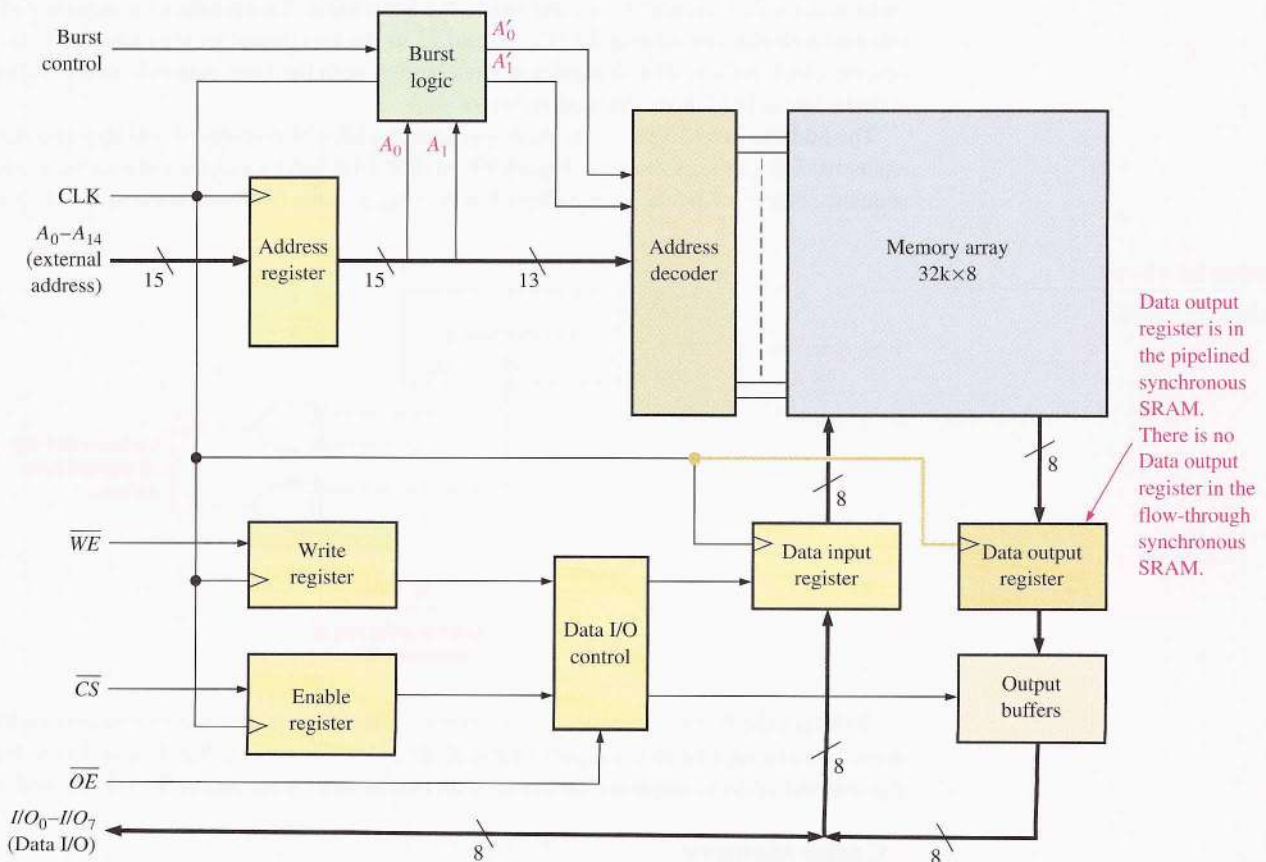 Burst
control
Burst
logic
A′0
A′1
A0
A1
CLK
A0–A14
(external
address)
15
Address
register
15
13
Address
decoder
Memory array
32k×8
Data output
register is in
the pipelined
synchronous
SRAM.
There is no
Data output
register in the
flow-through
synchronous
SRAM.
8
8
WE
Write
register
Data input
register
Data output
register
Data I/O
control
CS
Enable
register
Output
buffers
OE
8
I/O0–I/O7
(Data I/O)
8
8